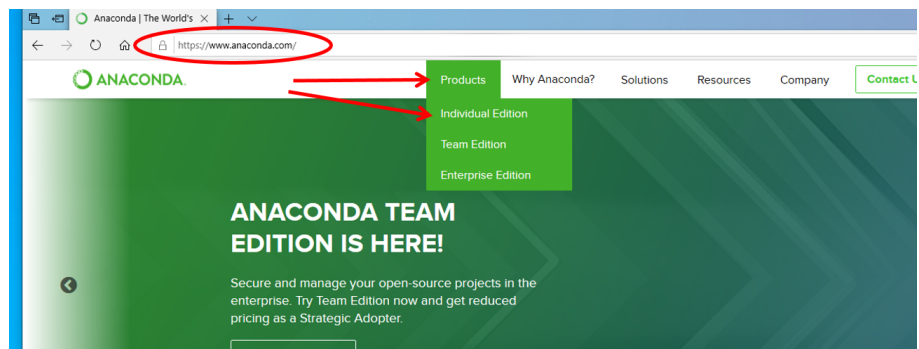 Anaconda | The World's
https://www.anaconda.com/
ANACONDA.
Products Why Anaconda? Solutions Resources Company Contact U
Individual Edition
Team Edition
Enterprise Edition
ANACONDA TEAM
EDITION IS HERE!
Secure and manage your open-source projects in the
enterprise. Try Team Edition now and get reduced
pricing as a Strategic Adopter.